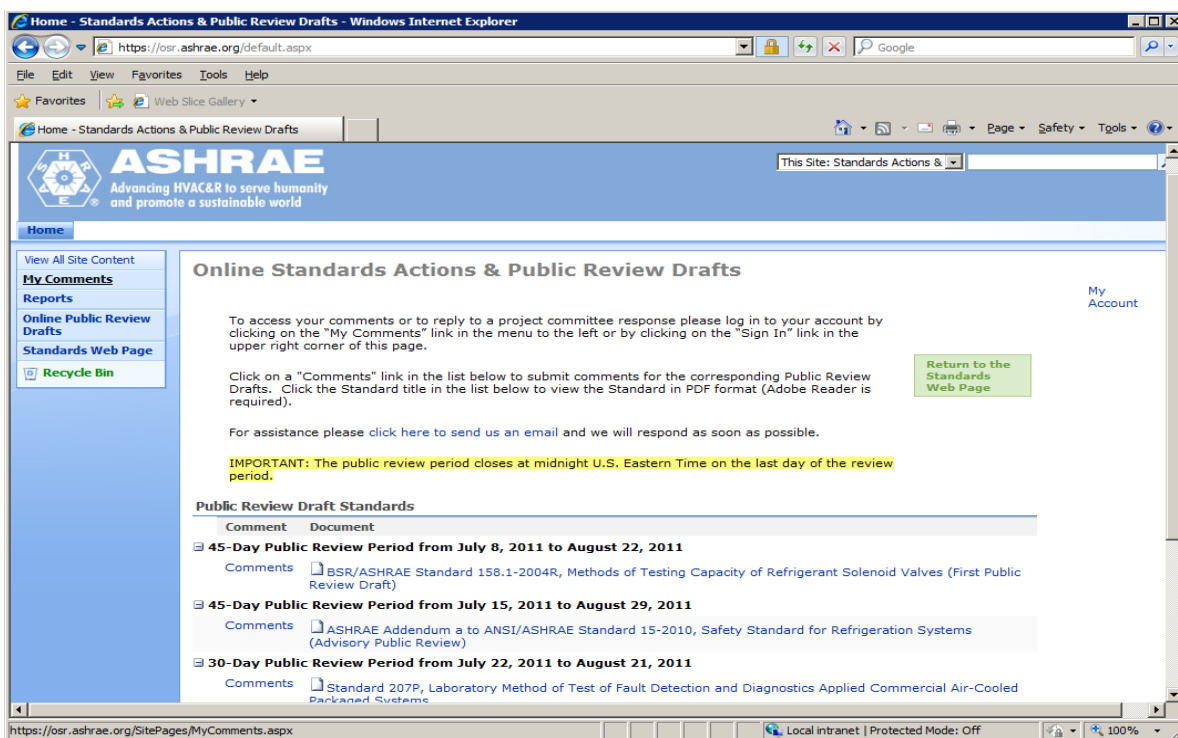 Home - Standards Actions & Public Review Drafts - Windows Internet Explorer
https://osr.ashrae.org/default.aspx
Google
File Edit View Favorites Tools Help
Favorites Web Slice Gallery
Home - Standards Actions & Public Review Drafts
Page Safety Tools
ASHRAE
Advancing HVAC&R to serve humanity
and promote a sustainable world
This Site: Standards Actions &
Home
View All Site Content
My Comments
Reports
Online Public Review
Drafts
Standards Web Page
Recycle Bin
Online Standards Actions & Public Review Drafts
My
Account
To access your comments or to reply to a project committee response please log in to your account by
clicking on the "My Comments" link in the menu to the left or by clicking on the "Sign In" link in the
upper right corner of this page.
Click on a "Comments" link in the list below to submit comments for the corresponding Public Review
Drafts. Click the Standard title in the list below to view the Standard in PDF format (Adobe Reader is
required).
Return to the
Standards
Web Page
For assistance please click here to send us an email and we will respond as soon as possible.
IMPORTANT: The public review period closes at midnight U.S. Eastern Time on the last day of the review
period.
Public Review Draft Standards
Comment Document
45-Day Public Review Period from July 8, 2011 to August 22, 2011
Comments BSR/ASHRAE Standard 158.1-2004R, Methods of Testing Capacity of Refrigerant Solenoid Valves (First Public
Review Draft)
45-Day Public Review Period from July 15, 2011 to August 29, 2011
Comments ASHRAE Addendum a to ANSI/ASHRAE Standard 15-2010, Safety Standard for Refrigeration Systems
(Advisory Public Review)
30-Day Public Review Period from July 22, 2011 to August 21, 2011
Comments Standard 207P, Laboratory Method of Test of Fault Detection and Diagnostics Applied Commercial Air-Cooled
Packaged Systems
https://osr.ashrae.org/SitePages/MyComments.aspx
Local intranet | Protected Mode: Off
100%